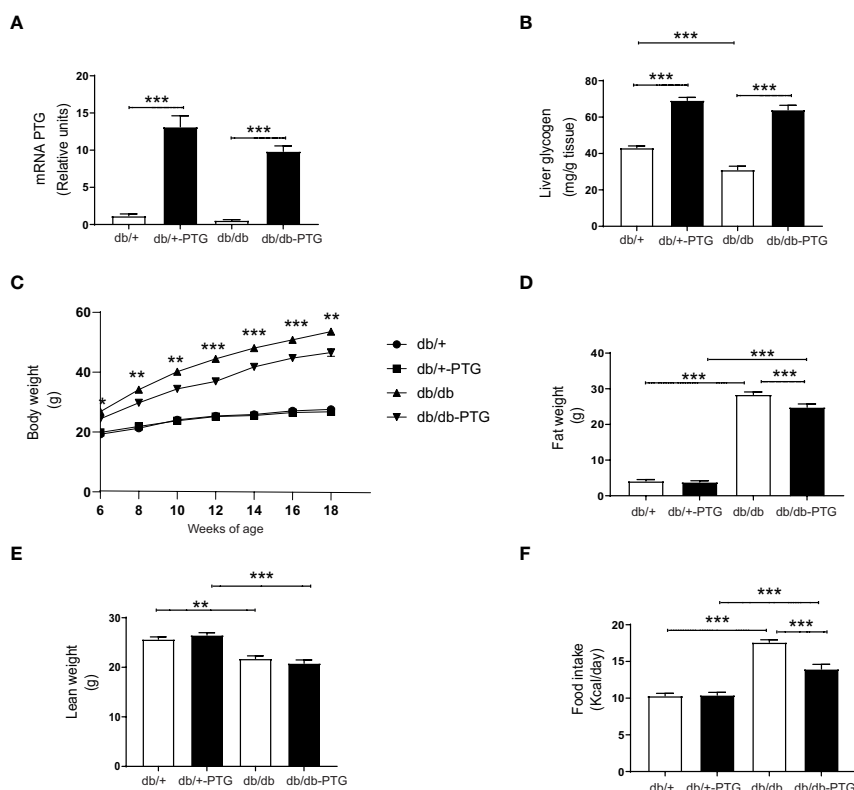 A
mRNA PTG
(Relative units)
20
15
10
5
0
***
***
db/+
db/+-PTG
db/db
db/db-PTG
B
Liver glycogen
(mg/g tissue)
80
60
40
20
0
***
***
***
db/+
db/+-PTG
db/db
db/db-PTG
C
Body weight
(g)
60
40
20
0
*
**
**
***
***
***
**
6
8
10
12
14
16
18
Weeks of age
db/+
db/+-PTG
db/db
db/db-PTG
D
Fat weight
(g)
40
30
20
10
0
***
***
***
db/+
db/+-PTG
db/db
db/db-PTG
E
Lean weight
(g)
30
20
10
0
***
**
db/+
db/+-PTG
db/db
db/db-PTG
F
Food intake
(Kcal/day)
20
15
10
5
0
***
***
***
db/+
db/+-PTG
db/db
db/db-PTG